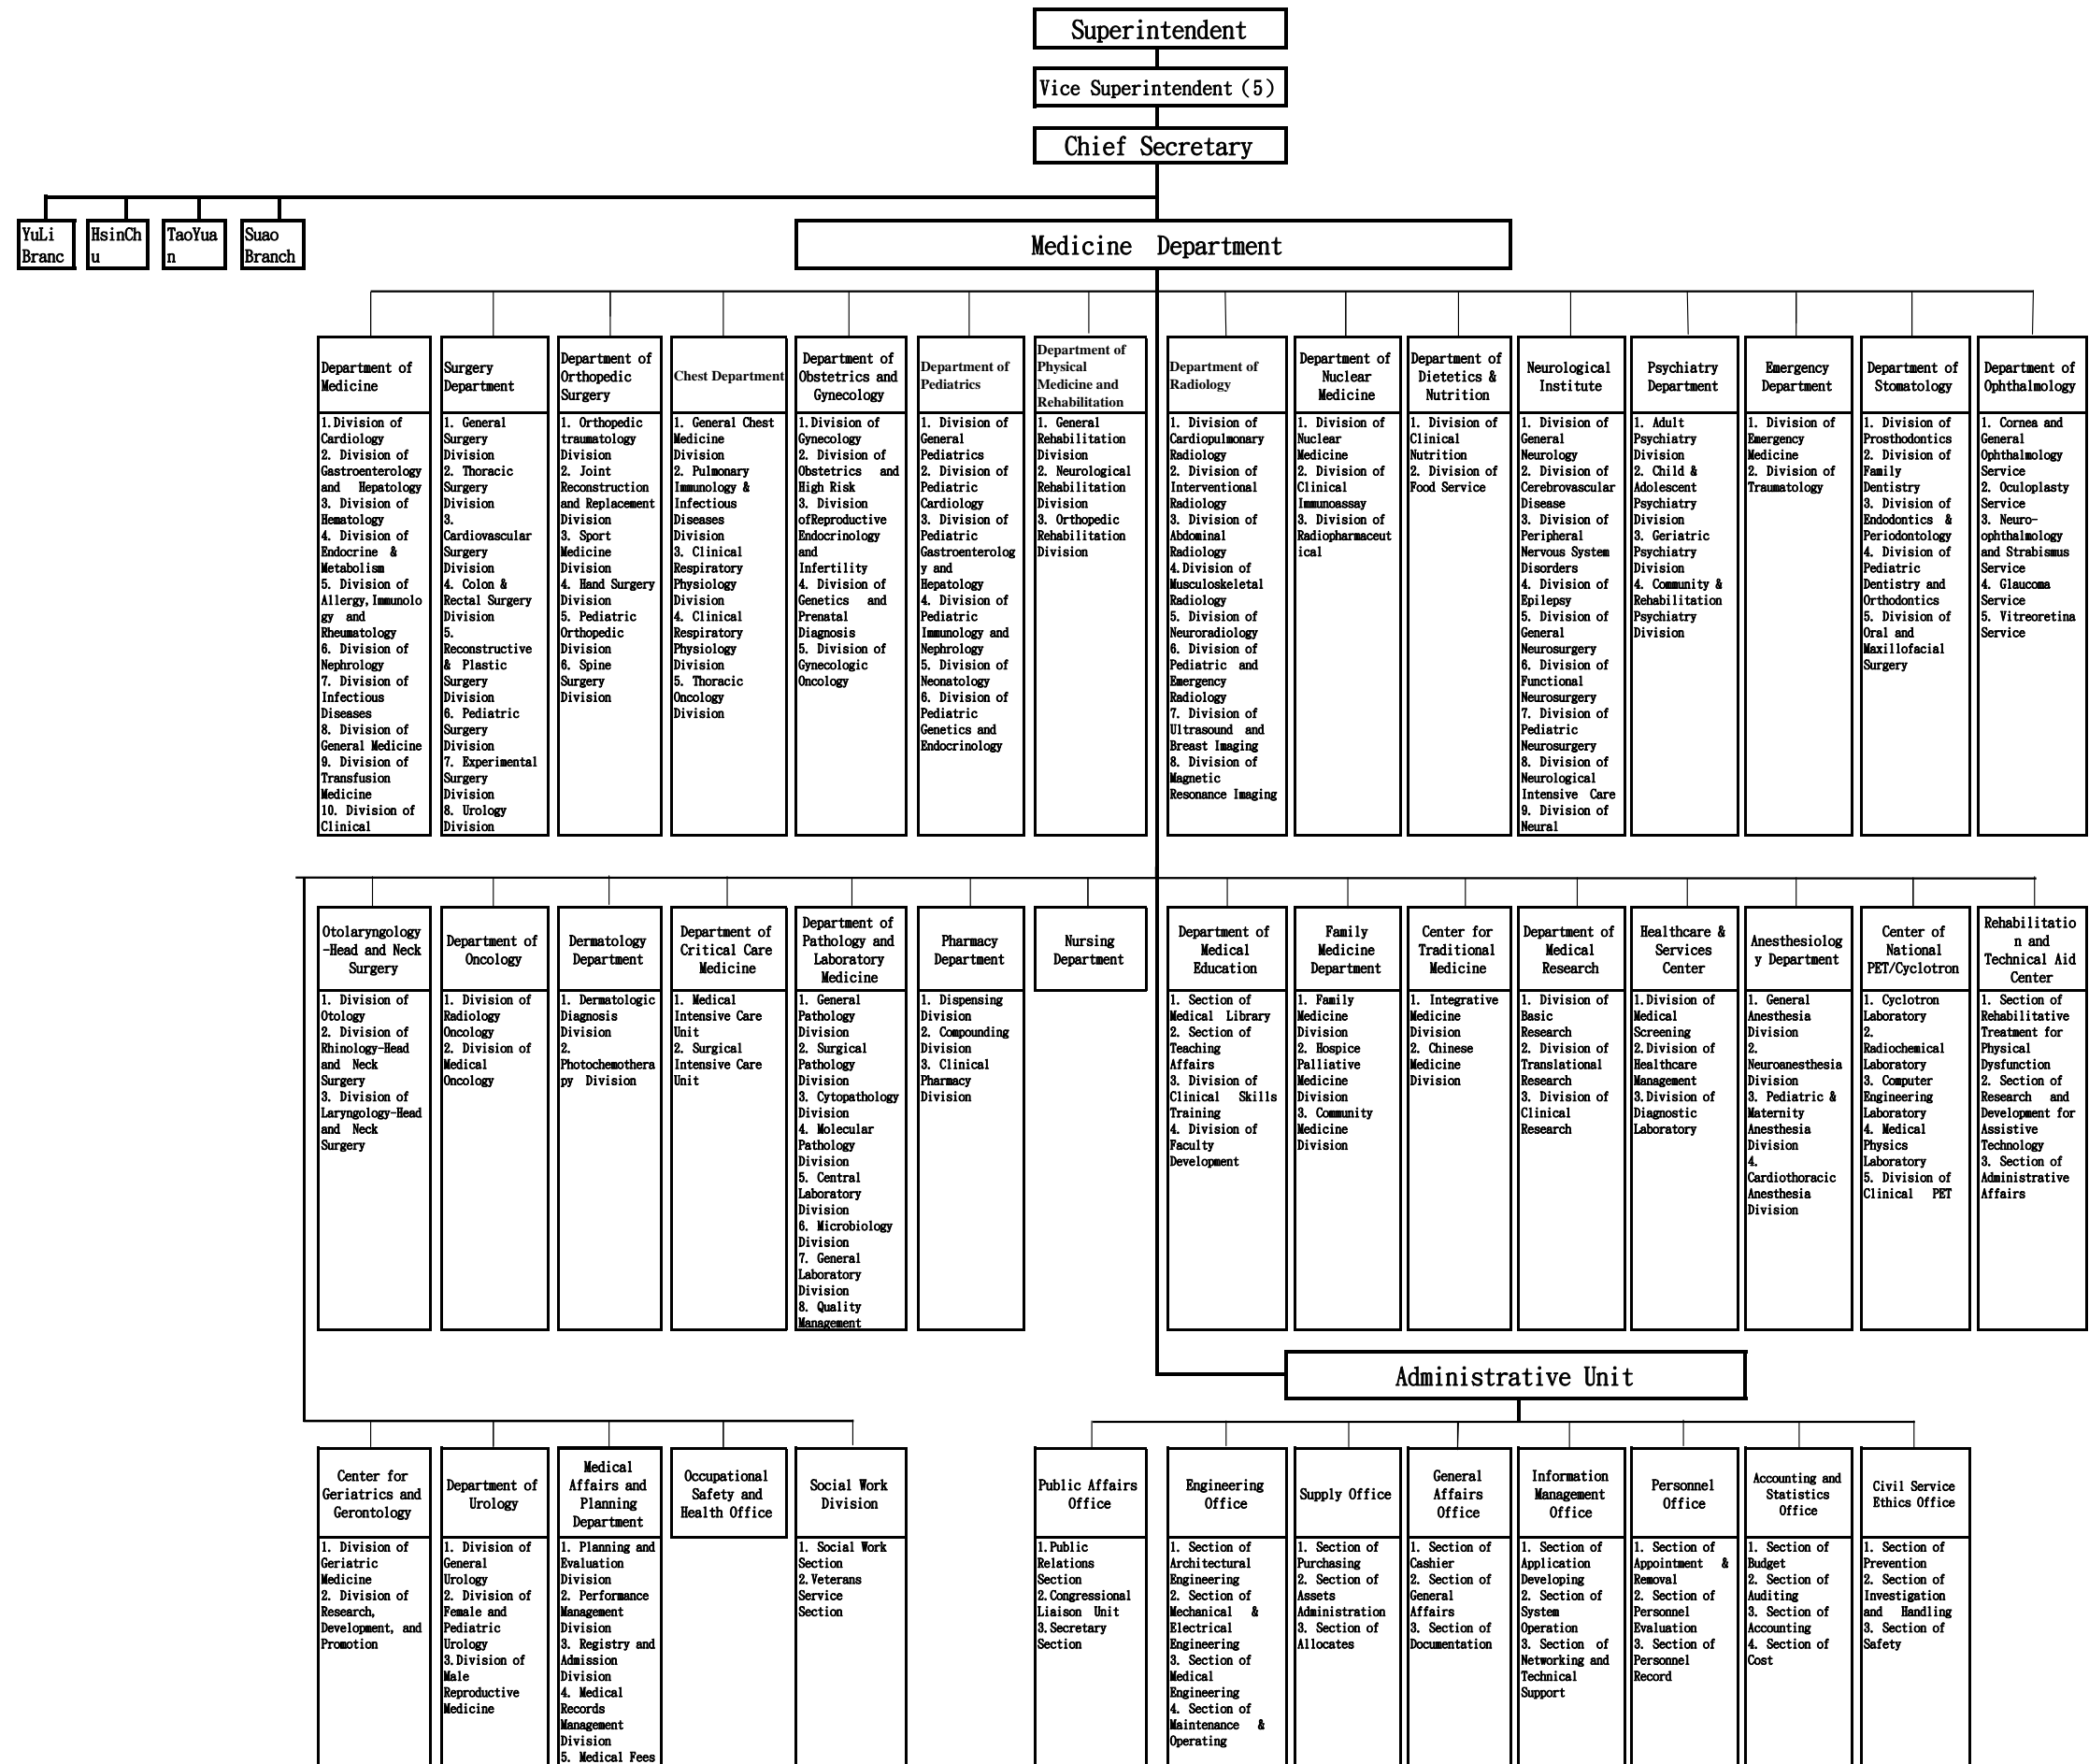 Superintendent
Vice Superintendent（5）
Chief Secretary
YuLi
Branc
HsinCh
u
TaoYua
n
Suao
Branch
Medicine Department
Department of
Medicine
1.Division of
Cardiology
2. Division of
Gastroenterology
and Hepatology
3. Division of
Hematology
4. Division of
Endocrine &
Metabolism
5. Division of
Allergy,Immunolo
gy and
Rheumatology
6. Division of
Nephrology
7. Division of
Infectious
Diseases
8. Division of
General Medicine
9. Division of
Transfusion
Medicine
10. Division of
Clinical
Surgery
Department
1. General
Surgery
Division
2. Thoracic
Surgery
Division
3.
Cardiovascular
Surgery
Division
4. Colon &
Rectal Surgery
Division
5.
Reconstructive
& Plastic
Surgery
Division
6. Pediatric
Surgery
Division
7. Experimental
Surgery
Division
8. Urology
Division
Department of
Orthopedic
Surgery
1. Orthopedic
traumatology
Division
2. Joint
Reconstruction
and Replacement
Division
3. Sport
Medicine
Division
4. Hand Surgery
Division
5. Pediatric
Orthopedic
Division
6. Spine
Surgery
Division
Chest Department
1. General Chest
Medicine
Division
2. Pulmonary
Immunology &
Infectious
Diseases
Division
3. Clinical
Respiratory
Physiology
Division
4. Clinical
Respiratory
Physiology
Division
5. Thoracic
Oncology
Division
Department of
Obstetrics and
Gynecology
1.Division of
Gynecology
2. Division of
Obstetrics and
High Risk
3. Division
ofReproductive
Endocrinology
and
Infertility
4. Division of
Genetics and
Prenatal
Diagnosis
5. Division of
Gynecologic
Oncology
Department of
Pediatrics
1. Division of
General
Pediatrics
2. Division of
Pediatric
Cardiology
3. Division of
Pediatric
Gastroenterolog
y and
Hepatology
4. Division of
Pediatric
Immunology and
Nephrology
5. Division of
Neonatology
6. Division of
Pediatric
Genetics and
Endocrinology
Department of
Physical
Medicine and
Rehabilitation
1. General
Rehabilitation
Division
2. Neurological
Rehabilitation
Division
3. Orthopedic
Rehabilitation
Division
Department of
Radiology
1. Division of
Cardiopulmonary
Radiology
2. Division of
Interventional
Radiology
3. Division of
Abdominal
Radiology
4.Division of
Musculoskeletal
Radiology
5. Division of
Neuroradiology
6. Division of
Pediatric and
Emergency
Radiology
7. Division of
Ultrasound and
Breast Imaging
8. Division of
Magnetic
Resonance Imaging
Department of
Nuclear
Medicine
1. Division of
Nuclear
Medicine
2. Division of
Clinical
Immunoassay
3. Division of
Radiopharmaceut
ical
Department of
Dietetics &
Nutrition
1. Division of
Clinical
Nutrition
2. Division of
Food Service
Neurological
Institute
1. Division of
General
Neurology
2. Division of
Cerebrovascular
Disease
3. Division of
Peripheral
Nervous System
Disorders
4. Division of
Epilepsy
5. Division of
General
Neurosurgery
6. Division of
Functional
Neurosurgery
7. Division of
Pediatric
Neurosurgery
8. Division of
Neurological
Intensive Care
9. Division of
Neural
Psychiatry
Department
1. Adult
Psychiatry
Division
2. Child &
Adolescent
Psychiatry
Division
3. Geriatric
Psychiatry
Division
4. Community &
Rehabilitation
Psychiatry
Division
Emergency
Department
1. Division of
Emergency
Medicine
2. Division of
Traumatology
Department of
Stomatology
1. Division of
Prosthodontics
2. Division of
Family
Dentistry
3. Division of
Endodontics &
Periodontology
4. Division of
Pediatric
Dentistry and
Orthodontics
5. Division of
Oral and
Maxillofacial
Surgery
Department of
Ophthalmology
1. Cornea and
General
Ophthalmology
Service
2. Oculoplasty
Service
3. Neuro-
ophthalmology
and Strabismus
Service
4. Glaucoma
Service
5. Vitreoretina
Service
Otolaryngology
-Head and Neck
Surgery
1. Division of
Otology
2. Division of
Rhinology-Head
and Neck
Surgery
3. Division of
Laryngology-Head
and Neck
Surgery
Department of
Oncology
1. Division of
Radiology
Oncology
2. Division of
Medical
Oncology
Dermatology
Department
1. Dermatologic
Diagnosis
Division
2.
Photochemothera
py Division
Department of
Critical Care
Medicine
1. Medical
Intensive Care
Unit
2. Surgical
Intensive Care
Unit
Department of
Pathology and
Laboratory
Medicine
1. General
Pathology
Division
2. Surgical
Pathology
Division
3. Cytopathology
Division
4. Molecular
Pathology
Division
5. Central
Laboratory
Division
6. Microbiology
Division
7. General
Laboratory
Division
8. Quality
Management
Pharmacy
Department
1. Dispensing
Division
2. Compounding
Division
3. Clinical
Pharmacy
Division
Nursing
Department
Department of
Medical
Education
1. Section of
Medical Library
2. Section of
Teaching
Affairs
3. Division of
Clinical Skills
Training
4. Division of
Faculty
Development
Family
Medicine
Department
1. Family
Medicine
Division
2. Hospice
Palliative
Medicine
Division
3. Community
Medicine
Division
Center for
Traditional
Medicine
1. Integrative
Medicine
Division
2. Chinese
Medicine
Division
Department of
Medical
Research
1. Division of
Basic
Research
2. Division of
Translational
Research
3. Division of
Clinical
Research
Healthcare &
Services
Center
1.Division of
Medical
Screening
2.Division of
Healthcare
Management
3.Division of
Diagnostic
Laboratory
Anesthesiolog
y Department
1. General
Anesthesia
Division
2.
Neuroanesthesia
Division
3. Pediatric &
Maternity
Anesthesia
Division
4.
Cardiothoracic
Anesthesia
Division
Center of
National
PET/Cyclotron
1. Cyclotron
Laboratory
2.
Radiochemical
Laboratory
3. Computer
Engineering
Laboratory
4. Medical
Physics
Laboratory
5. Division of
Clinical PET
Rehabilitatio
n and
Technical Aid
Center
1. Section of
Rehabilitative
Treatment for
Physical
Dysfunction
2. Section of
Research and
Development for
Assistive
Technology
3. Section of
Administrative
Affairs
Administrative Unit
Center for
Geriatrics and
Gerontology
1. Division of
Geriatric
Medicine
2. Division of
Research,
Development, and
Promotion
Department of
Urology
1. Division of
General
Urology
2. Division of
Female and
Pediatric
Urology
3.Division of
Male
Reproductive
Medicine
Medical
Affairs and
Planning
Department
1. Planning and
Evaluation
Division
2. Performance
Management
Division
3. Registry and
Admission
Division
4. Medical
Records
Management
Division
5. Medical Fees
Occupational
Safety and
Health Office
Social Work
Division
1. Social Work
Section
2.Veterans
Service
Section
Public Affairs
Office
1.Public
Relations
Section
2.Congressional
Liaison Unit
3.Secretary
Section
Engineering
Office
1. Section of
Architectural
Engineering
2. Section of
Mechanical &
Electrical
Engineering
3. Section of
Medical
Engineering
4. Section of
Maintenance &
Operating
Supply Office
1. Section of
Purchasing
2. Section of
Assets
Administration
3. Section of
Allocates
General
Affairs
Office
1. Section of
Cashier
2. Section of
General
Affairs
3. Section of
Documentation
Information
Management
Office
1. Section of
Application
Developing
2. Section of
System
Operation
3. Section of
Networking and
Technical
Support
Personnel
Office
1. Section of
Appointment &
Removal
2. Section of
Personnel
Evaluation
3. Section of
Personnel
Record
Accounting and
Statistics
Office
1. Section of
Budget
2. Section of
Auditing
3. Section of
Accounting
4. Section of
Cost
Civil Service
Ethics Office
1. Section of
Prevention
2. Section of
Investigation
and Handling
3. Section of
Safety